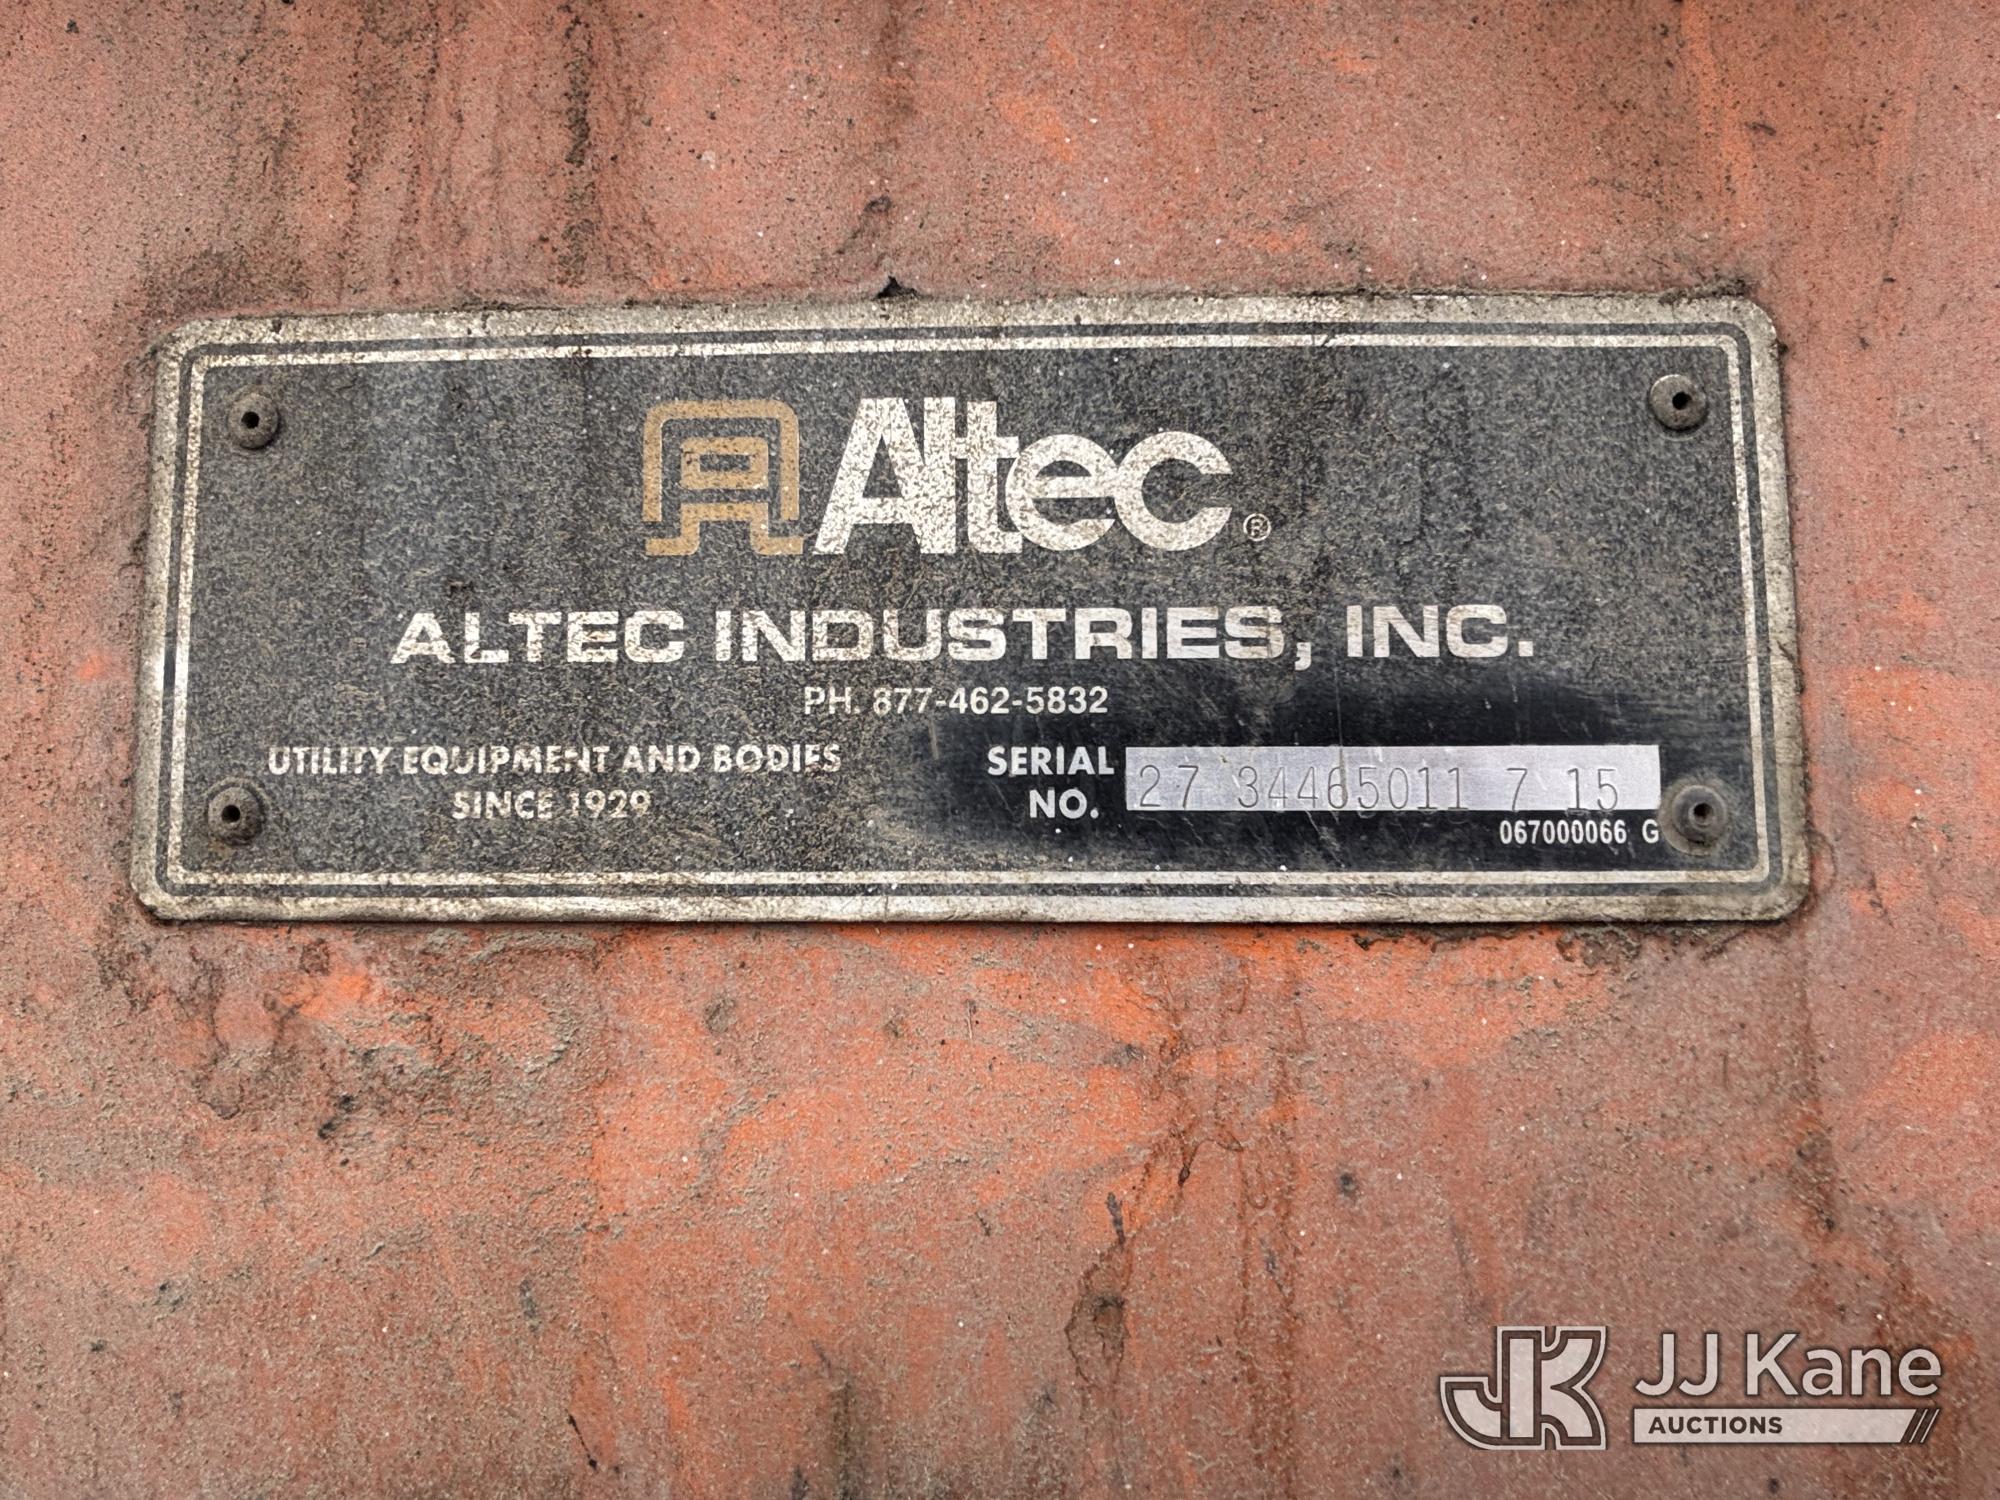 Altec®
ALTEC INDUSTRIES, INC.
PH. 877-462-5832
UTILITY EQUIPMENT AND BODIES
SINCE 1929
SERIAL
NO.
27 34465011 7 15
067000066 G
JK JJ Kane
AUCTIONS